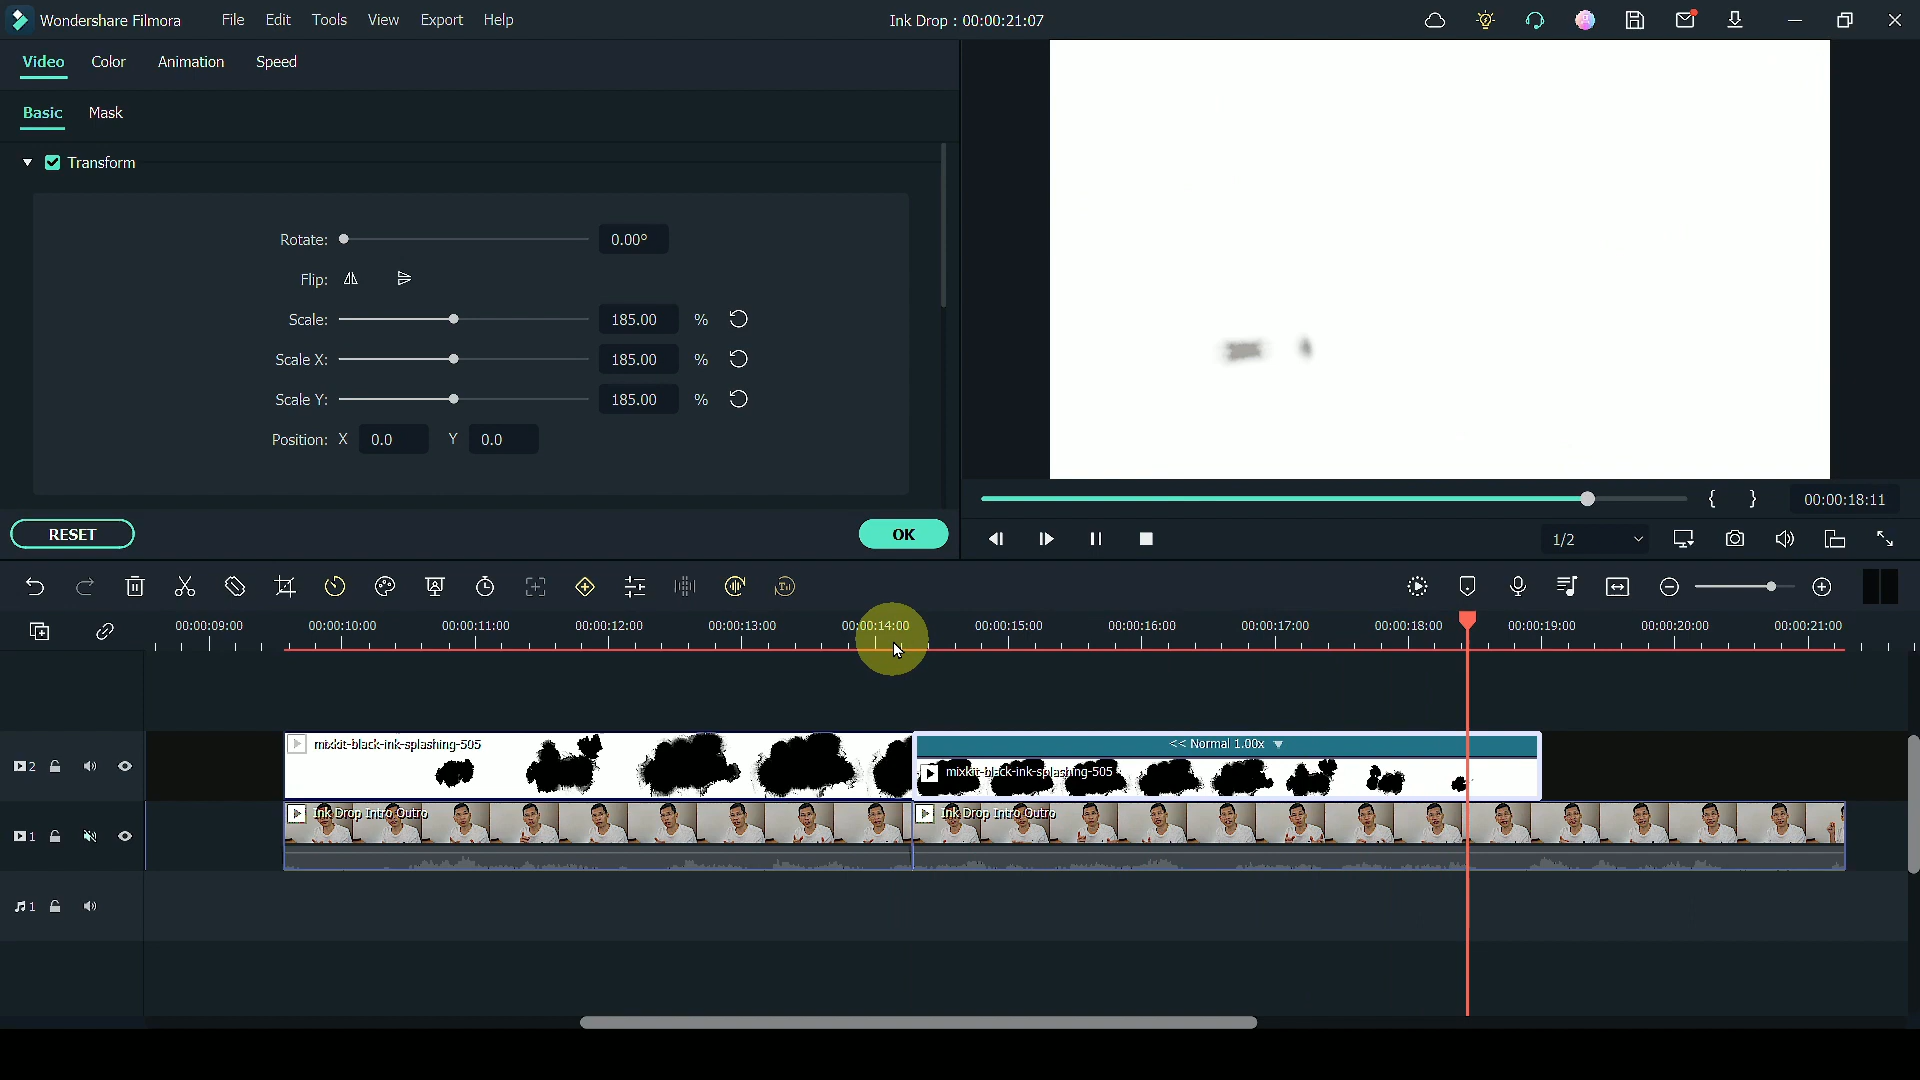 Wondershare Filmora File Edit Tools View Export Help Ink Drop : 00:00:21:07
Video Color Animation Speed
Basic Mask
Transform
Rotate: 0.00°
Flip:
Scale: 185.00 %
Scale X: 185.00 %
Scale Y: 185.00 %
Position: X 0.0 Y 0.0
RESET OK
{ } 00:00:18:11
1/2
00:00:09:00 00:00:10:00 00:00:11:00 00:00:12:00 00:00:13:00 00:00:14:00 00:00:15:00 00:00:16:00 00:00:17:00 00:00:18:00 00:00:19:00 00:00:20:00 00:00:21:00
2 mixkit-black-ink-splashing-505 << Normal 1.00x
mixkit-black-ink-splashing-505
1 Ink Drop Intro Outro Ink Drop Intro Outro
1